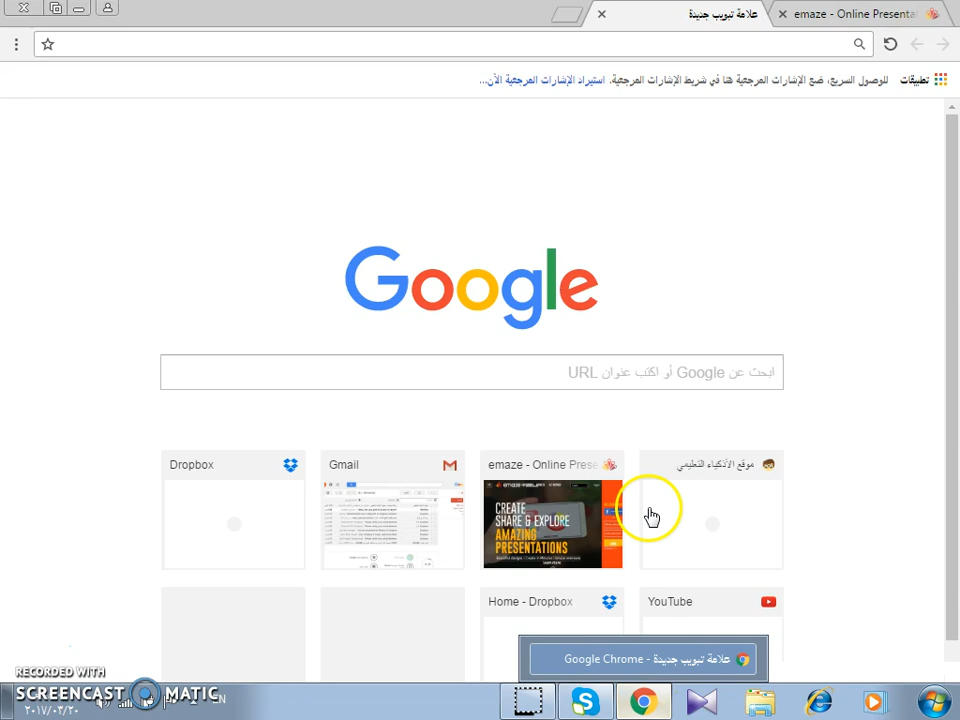 علامة تبويب جديدة
emaze - Online Presenta
تطبيقات
للوصول السريع، ضع الإشارات المرجعية هنا في شريط الإشارات المرجعية. استيراد الإشارات المرجعية الآن...
Google
ابحث عن Google أو اكتب عنوان URL
Dropbox
Gmail
emaze - Online Prese
موقع الأذكياء التعليمي
CREATE
SHARE & EXPLORE
AMAZING
PRESENTATIONS
Home - Dropbox
YouTube
علامة تبويب جديدة - Google Chrome
RECORDED WITH
SCREENCAST MATIC
EN
٢٠١٧/٠٣/٢٠